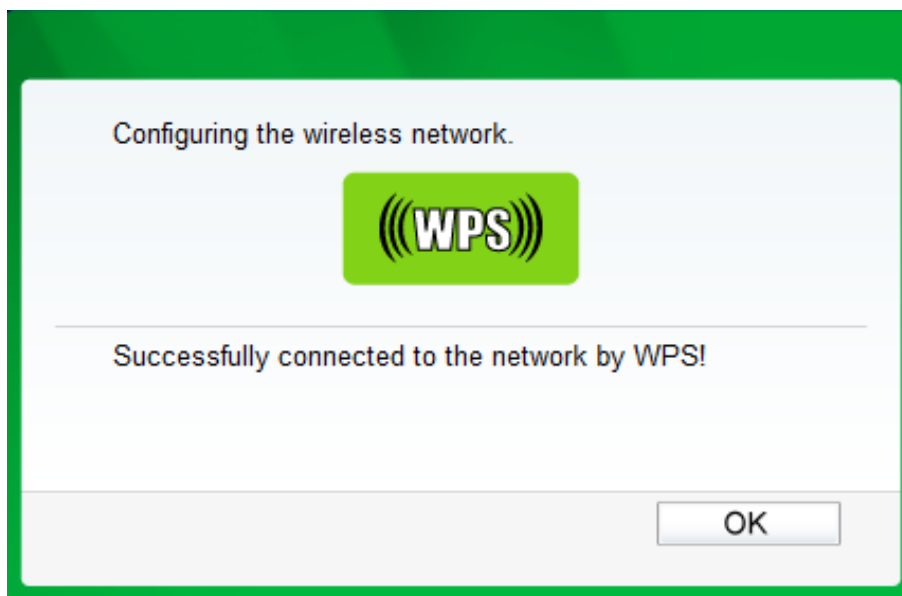 Configuring the wireless network.
WPS
Successfully connected to the network by WPS!
OK